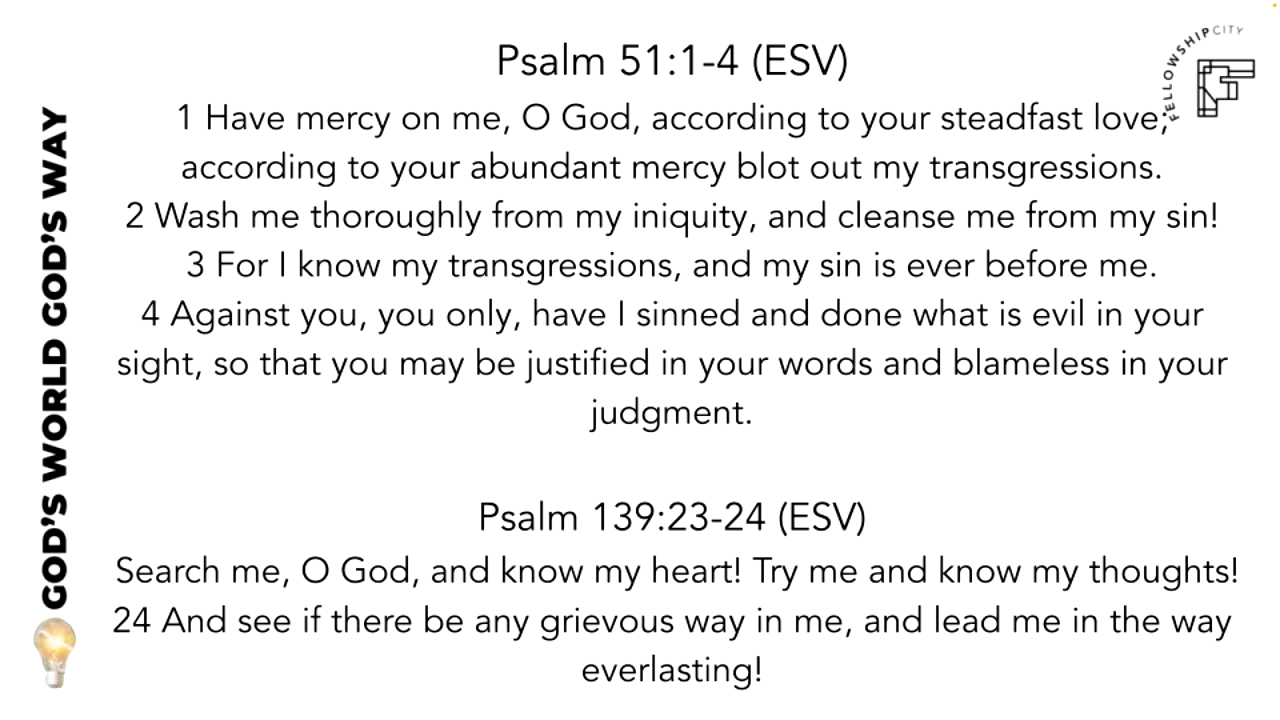 Psalm 51:1-4 (ESV)
1 Have mercy on me, O God, according to your steadfast love;
according to your abundant mercy blot out my transgressions.
2 Wash me thoroughly from my iniquity, and cleanse me from my sin!
3 For I know my transgressions, and my sin is ever before me.
4 Against you, you only, have I sinned and done what is evil in your
sight, so that you may be justified in your words and blameless in your
judgment.
Psalm 139:23-24 (ESV)
Search me, O God, and know my heart! Try me and know my thoughts!
24 And see if there be any grievous way in me, and lead me in the way
everlasting!
GOD'S WORLD GOD'S WAY
FELLOWSHIPCITY